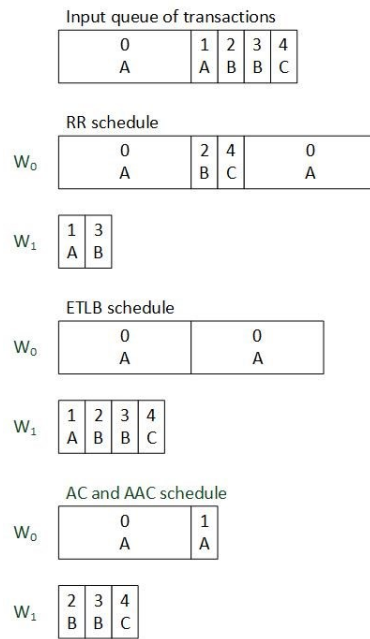 Input queue of transactions
0 1 2 3 4
A A B B C
RR schedule
W₀ 0 2 4 0
A B C A
W₁ 1 3
A B
ETLB schedule
W₀ 0 0
A A
W₁ 1 2 3 4
A B B C
AC and AAC schedule
W₀ 0 1
A A
W₁ 2 3 4
B B C